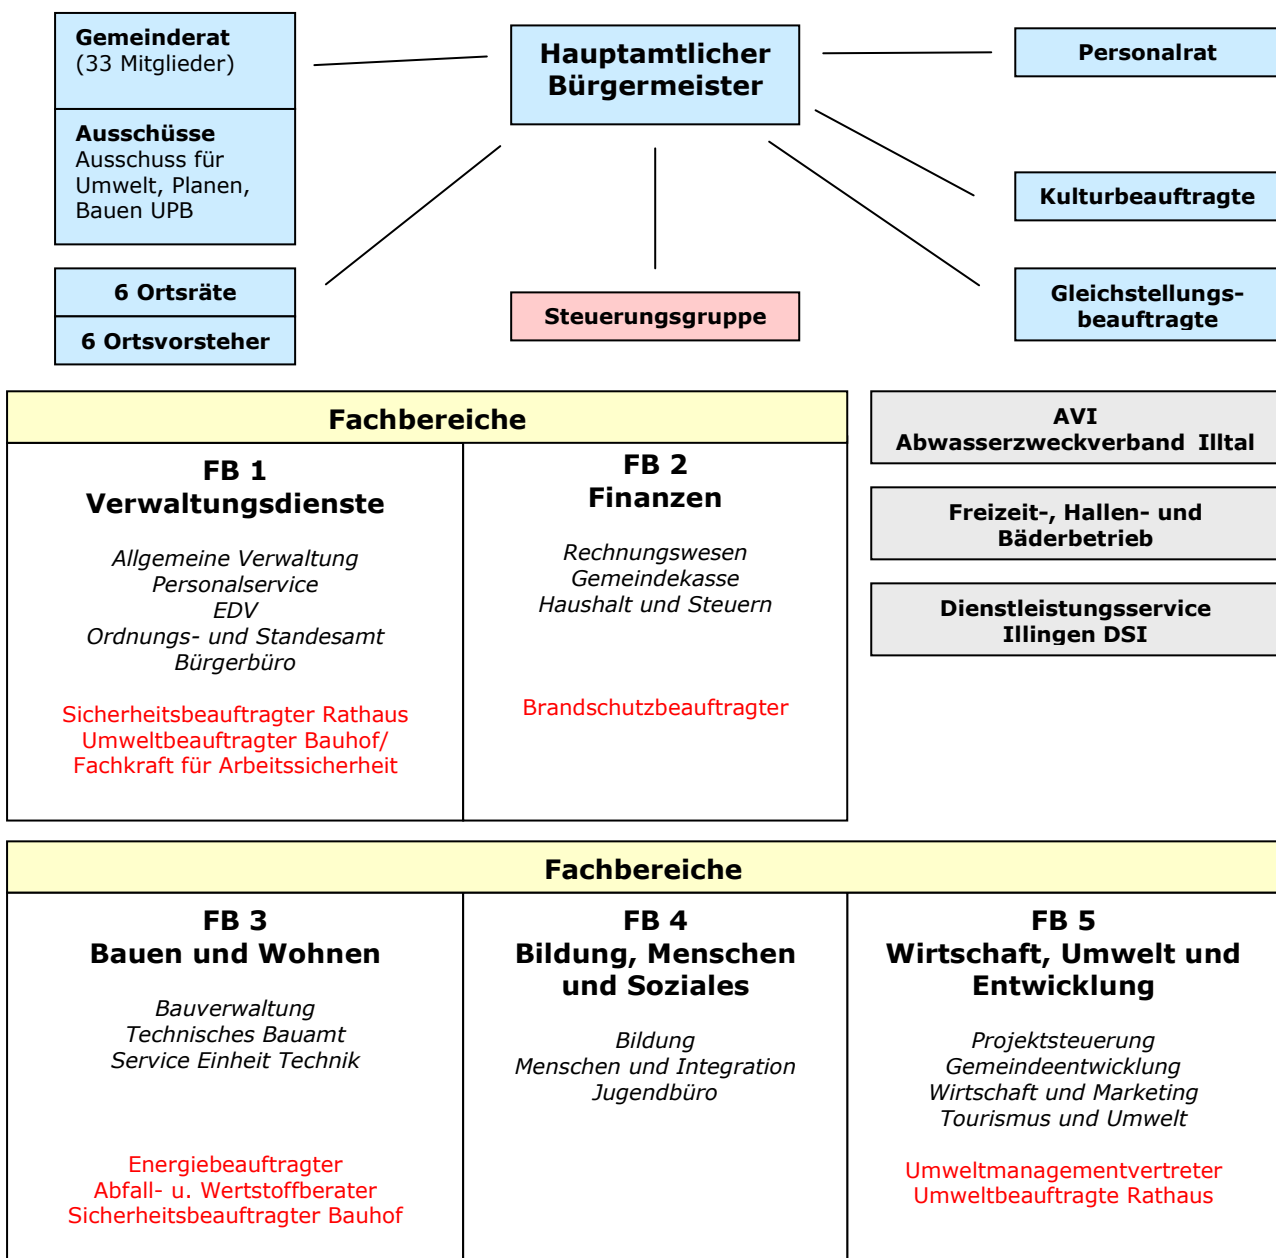 Gemeinderat
(33 Mitglieder)
Ausschüsse
Ausschuss für
Umwelt, Planen,
Bauen UPB
6 Ortsräte
6 Ortsvorsteher
Hauptamtlicher
Bürgermeister
Steuerungsgruppe
Personalrat
Kulturbeauftragte
Gleichstellungs-
beauftragte
Fachbereiche
FB 1
Verwaltungsdienste
Allgemeine Verwaltung
Personalservice
EDV
Ordnungs- und Standesamt
Bürgerbüro
Sicherheitsbeauftragter Rathaus
Umweltbeauftragter Bauhof/
Fachkraft für Arbeitssicherheit
FB 2
Finanzen
Rechnungswesen
Gemeindekasse
Haushalt und Steuern
Brandschutzbeauftragter
AVI
Abwasserzweckverband Illtal
Freizeit-, Hallen- und
Bäderbetrieb
Dienstleistungsservice
Illingen DSI
Fachbereiche
FB 3
Bauen und Wohnen
Bauverwaltung
Technisches Bauamt
Service Einheit Technik
Energiebeauftragter
Abfall- u. Wertstoffberater
Sicherheitsbeauftragter Bauhof
FB 4
Bildung, Menschen
und Soziales
Bildung
Menschen und Integration
Jugendbüro
FB 5
Wirtschaft, Umwelt und
Entwicklung
Projektsteuerung
Gemeindeentwicklung
Wirtschaft und Marketing
Tourismus und Umwelt
Umweltmanagementvertreter
Umweltbeauftragte Rathaus